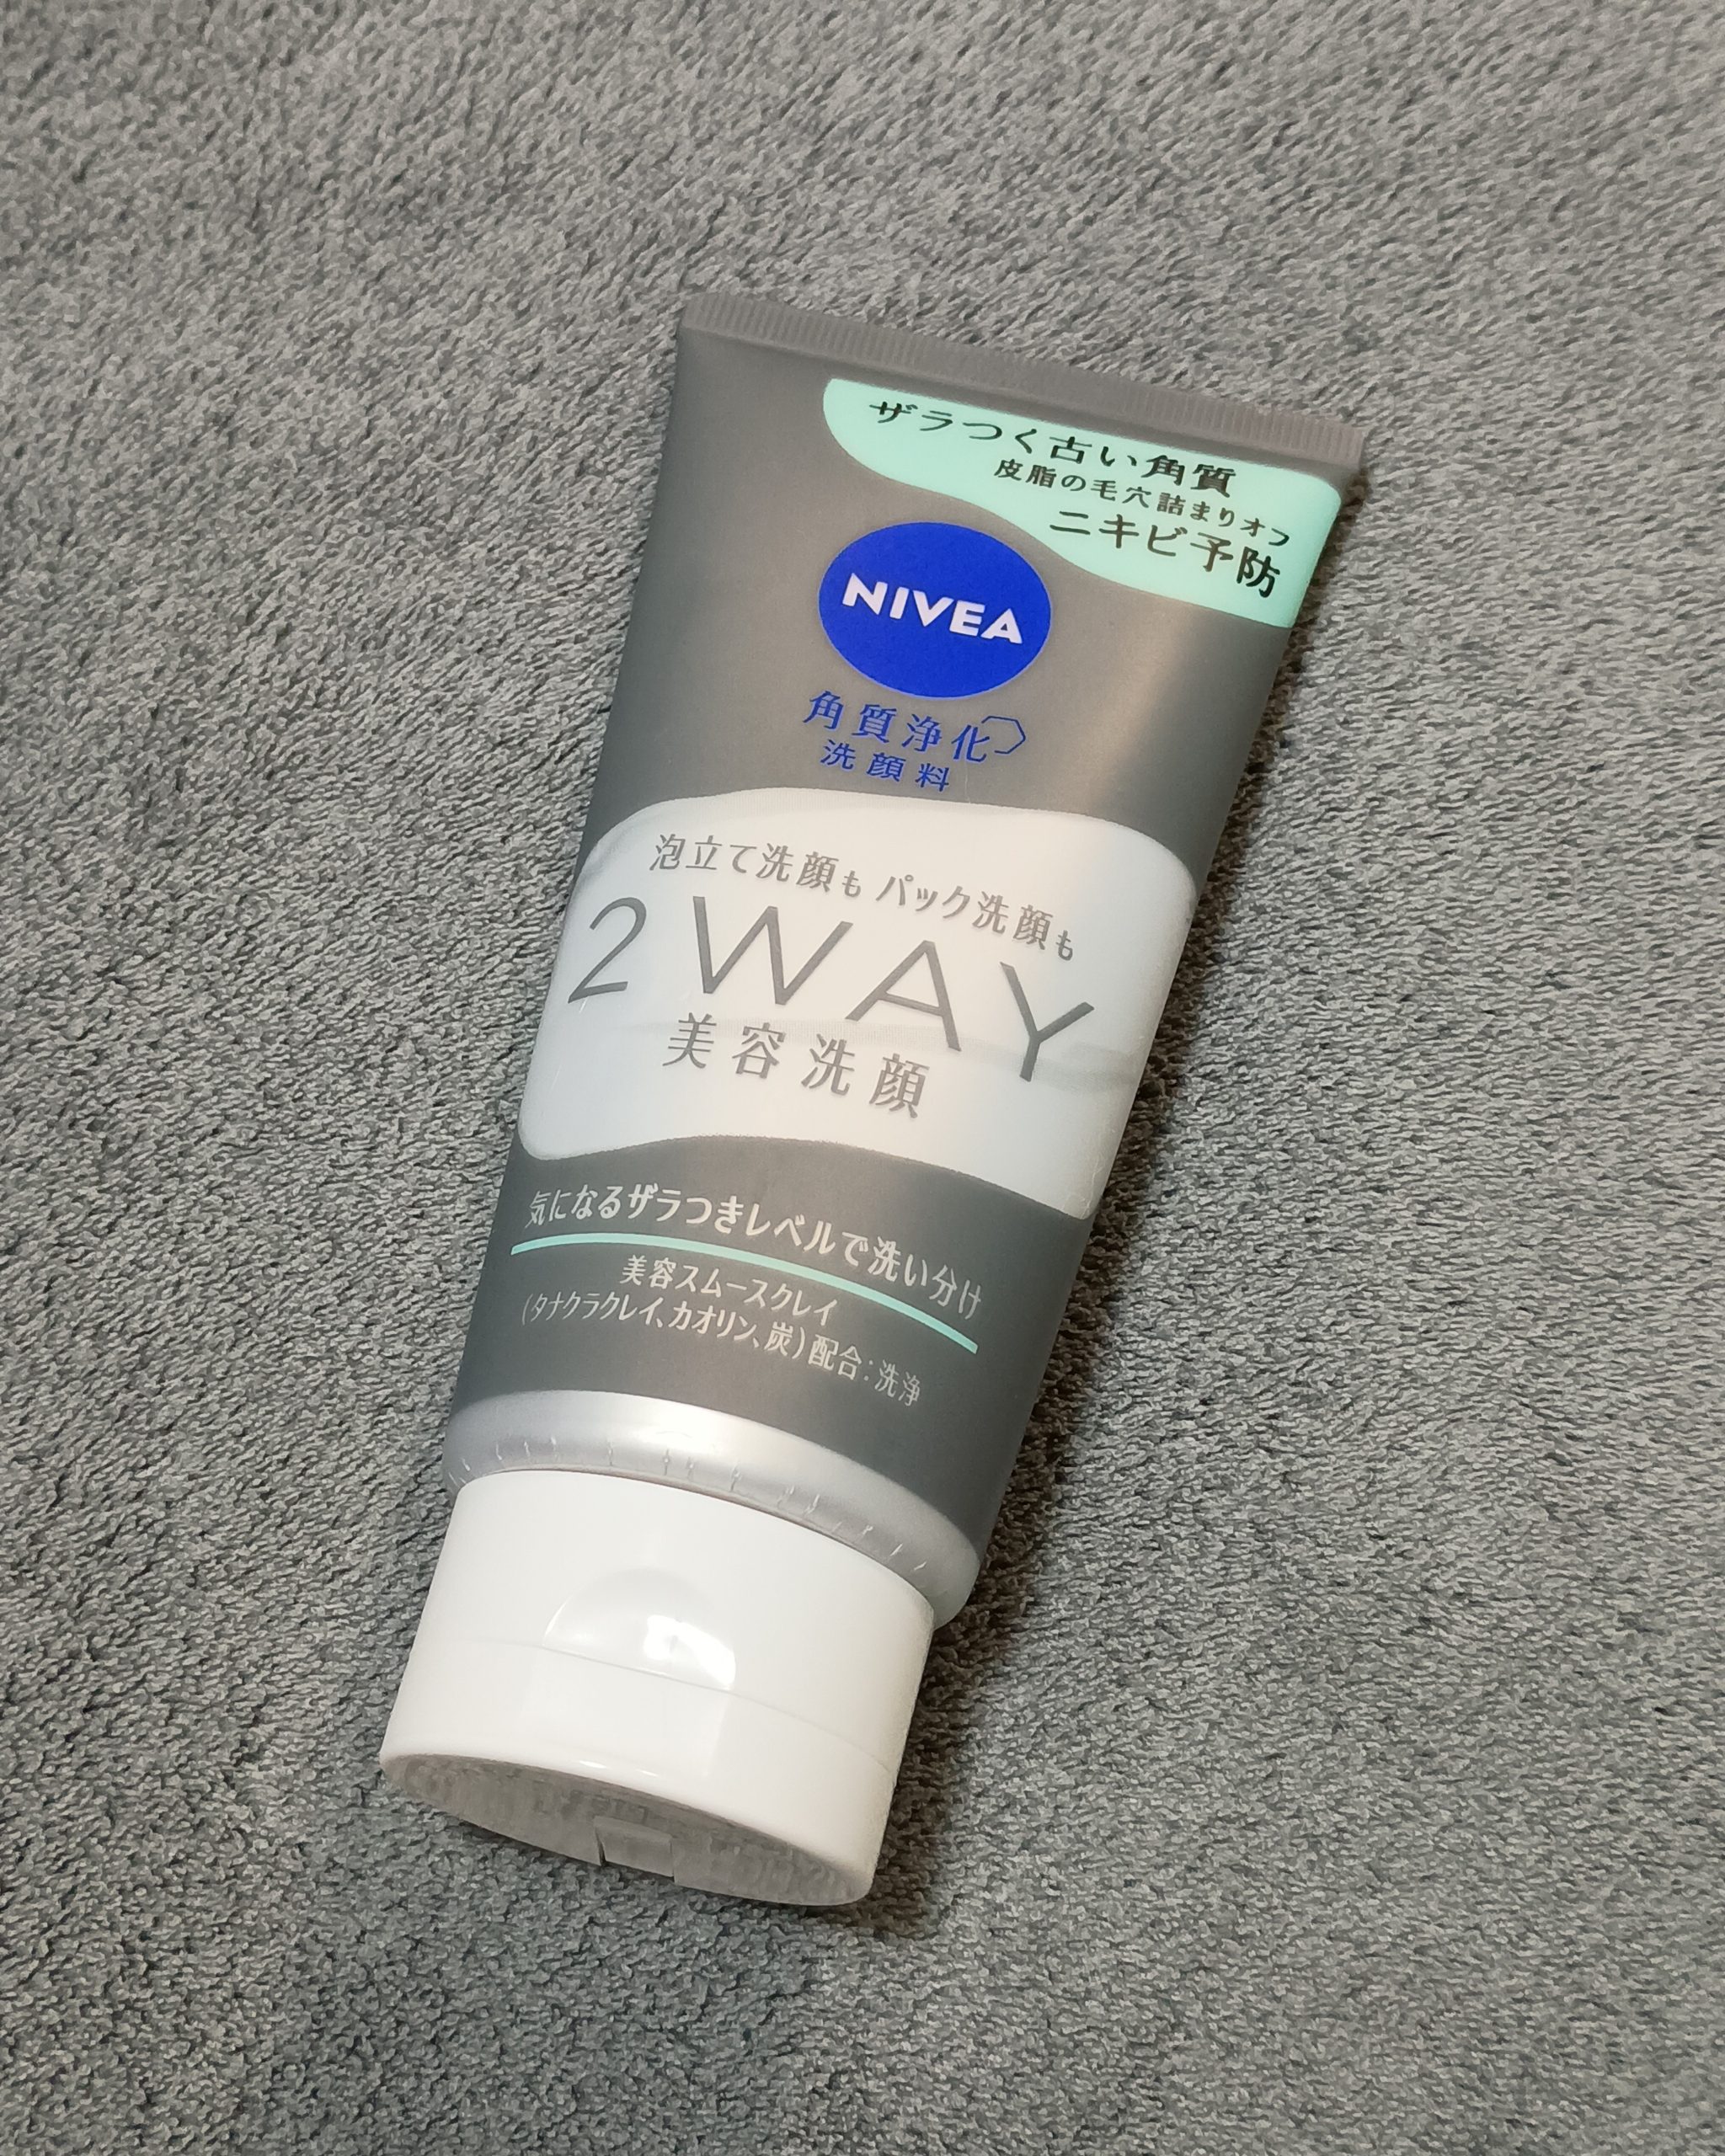 ザラつく古い角質
皮脂の毛穴詰まりオフ
ニキビ予防
NIVEA
角質浄化
洗顔料
泡立て洗顔も パック洗顔も
2WAY
美容洗顔
気になるザラつきレベルで洗い分け
美容スムースクレイ
(タナクラクレイ、カオリン、炭)配合:洗浄